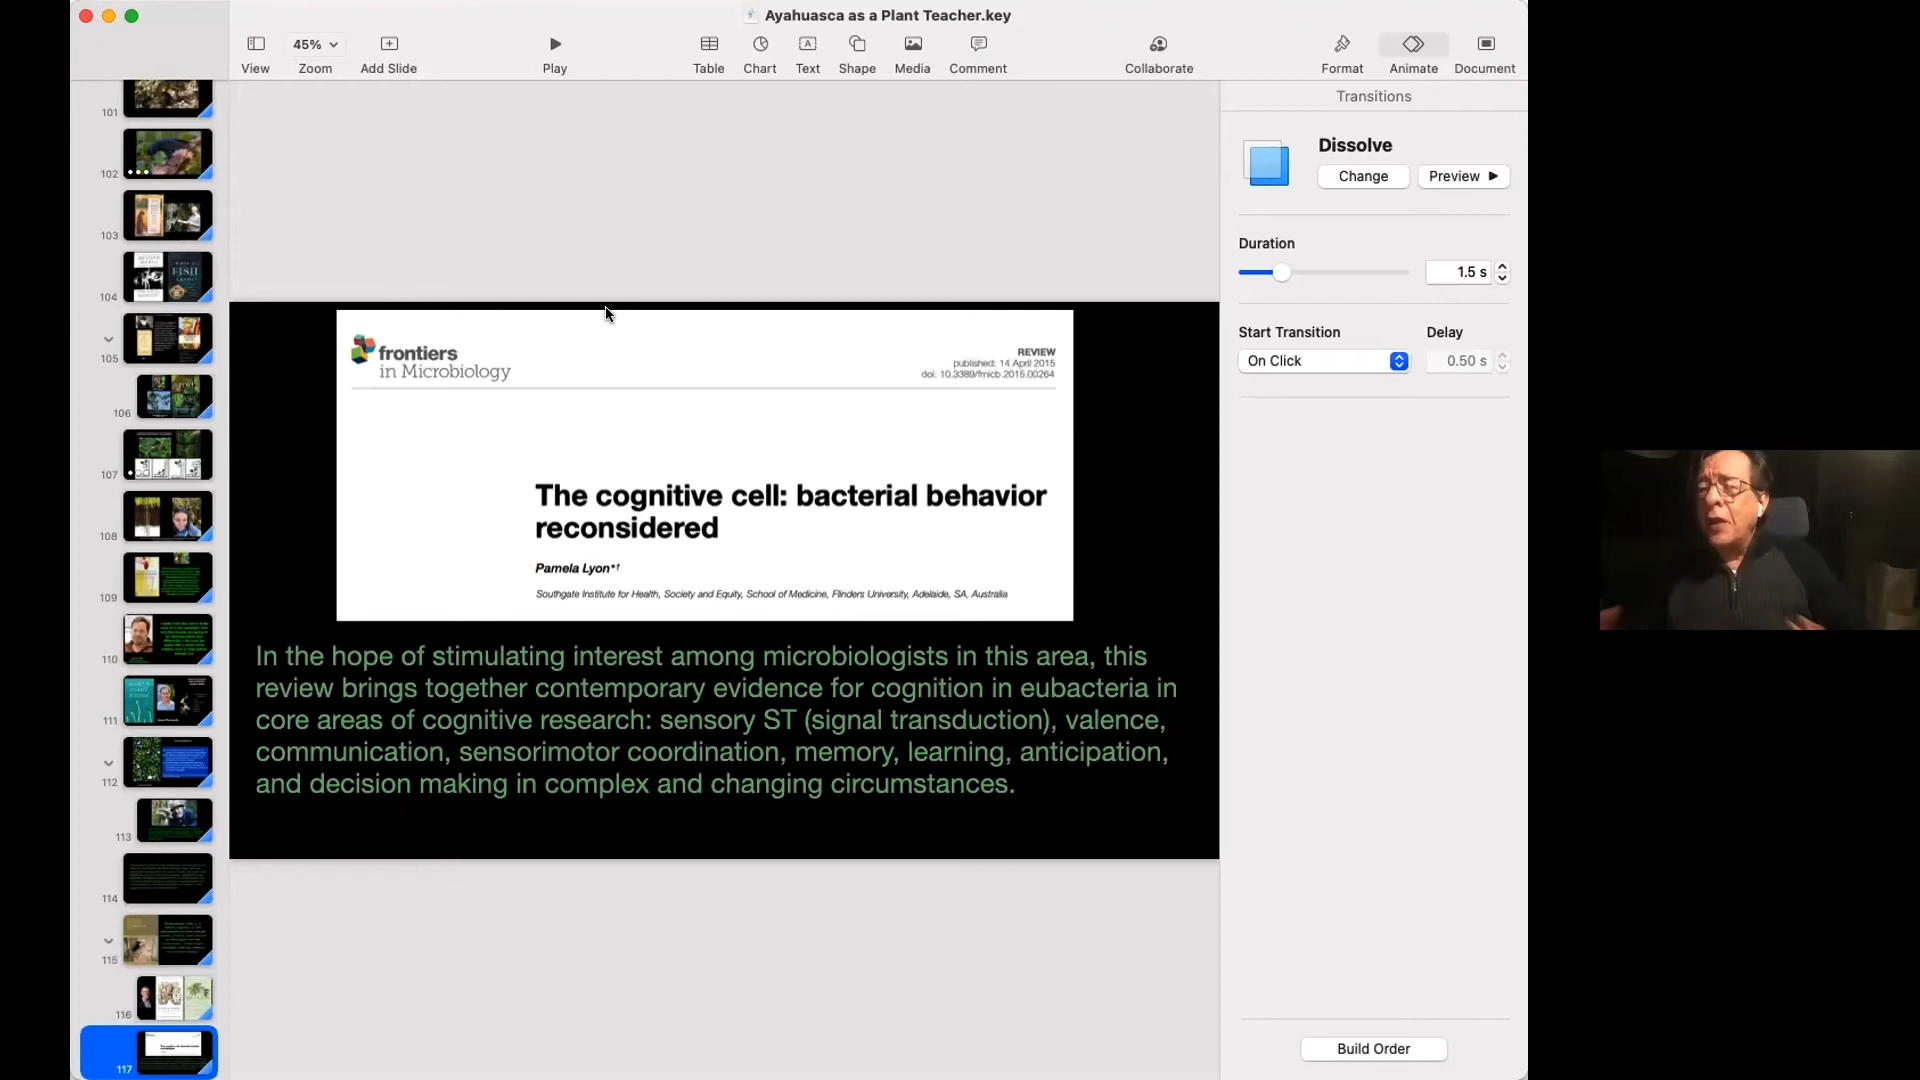 Ayahuasca as a Plant Teacher.key
45%
View
Zoom
Add Slide
Play
Table
Chart
Text
Shape
Media
Comment
Collaborate
Format
Animate
Document
Transitions
Dissolve
Change
Preview
Duration
1.5 s
Start Transition
Delay
On Click
0.50 s
Build Order
101
102
103
104
105
106
107
108
109
110
111
112
113
114
115
116
117
frontiers
in Microbiology
REVIEW
published: 14 April 2015
doi: 10.3389/fmicb.2015.00264
The cognitive cell: bacterial behavior
reconsidered
Pamela Lyon*†
Southgate Institute for Health, Society and Equity, School of Medicine, Flinders University, Adelaide, SA, Australia
In the hope of stimulating interest among microbiologists in this area, this
review brings together contemporary evidence for cognition in eubacteria in
core areas of cognitive research: sensory ST (signal transduction), valence,
communication, sensorimotor coordination, memory, learning, anticipation,
and decision making in complex and changing circumstances.